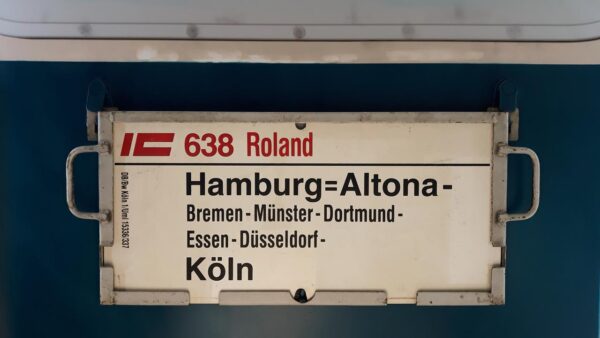 IC 638 Roland
Hamburg=Altona-
Bremen-Münster-Dortmund-
Essen-Düsseldorf-
Köln